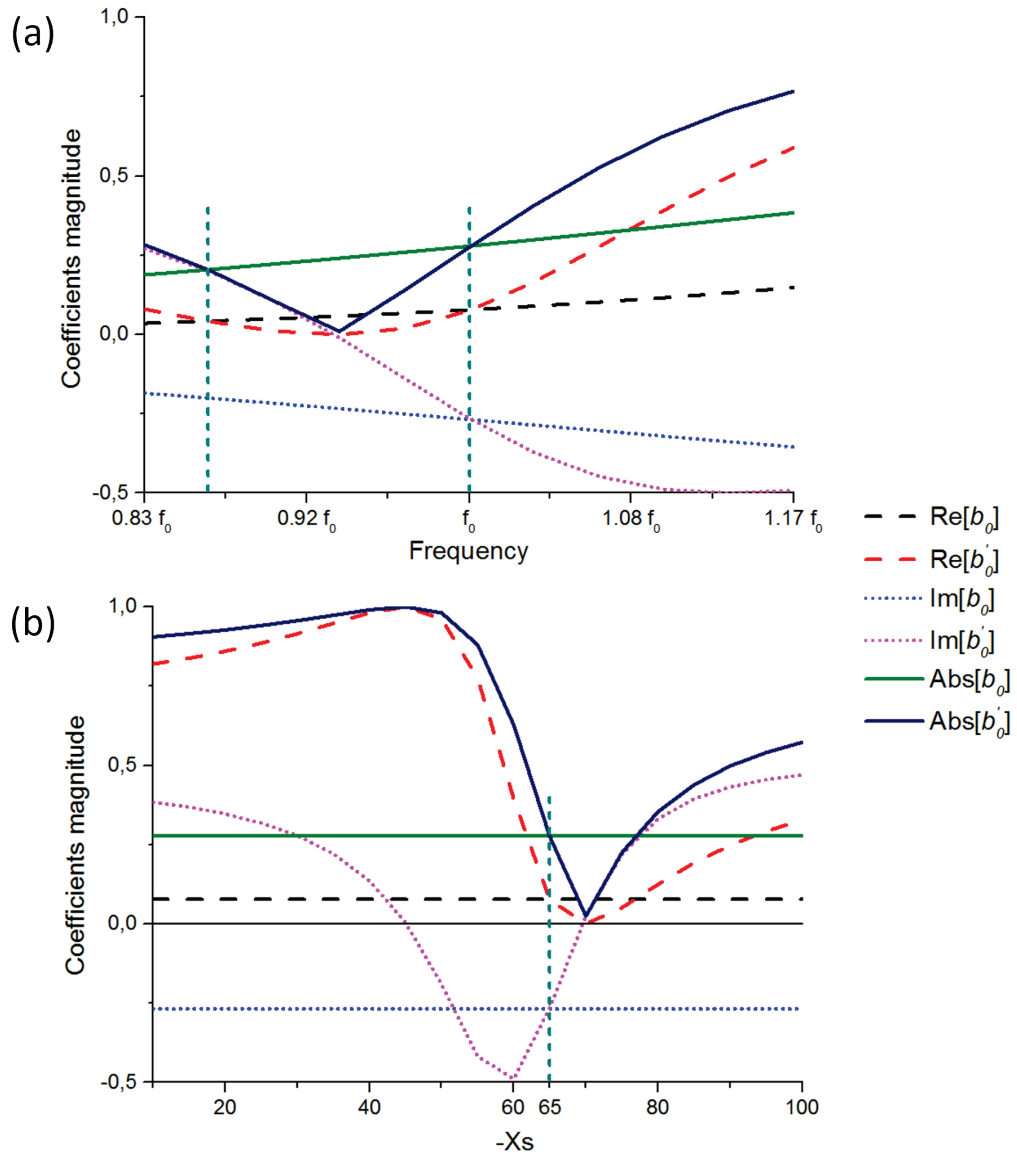 (a)
1,0
0,5
0,0
-0,5
Coefficients magnitude
0.83 f₀ 0.92 f₀ f₀ 1.08 f₀ 1.17 f₀
Frequency
Re[b₀]
Re[b₀']
Im[b₀]
Im[b₀']
Abs[b₀]
Abs[b₀']
(b)
1,0
0,5
0,0
-0,5
Coefficients magnitude
20 40 60 65 80 100
-Xs